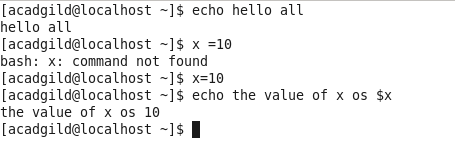 [acadgild@localhost ~]$ echo hello all
hello all
[acadgild@localhost ~]$ x =10
bash: x: command not found
[acadgild@localhost ~]$ x=10
[acadgild@localhost ~]$ echo the value of x os $x
the value of x os 10
[acadgild@localhost ~]$